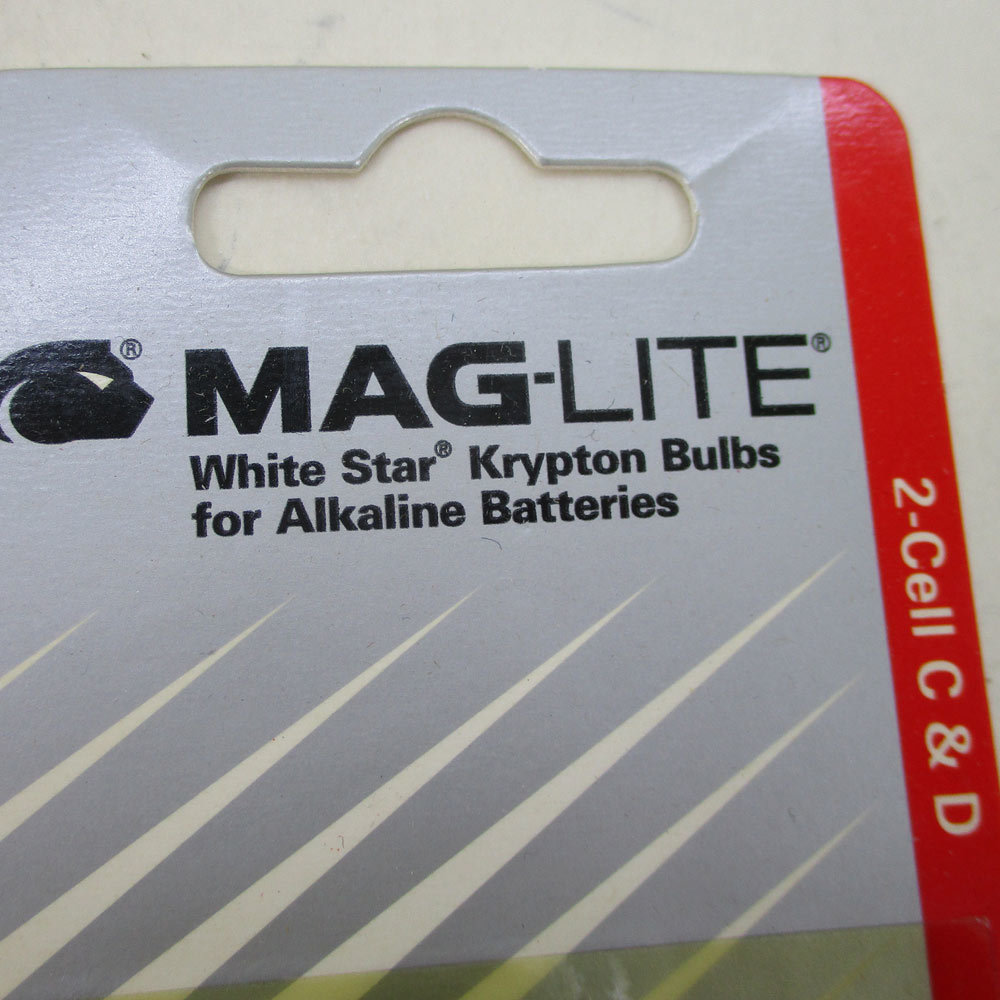 ® MAG-LITE®
White Star® Krypton Bulbs
for Alkaline Batteries
2-Cell C & D